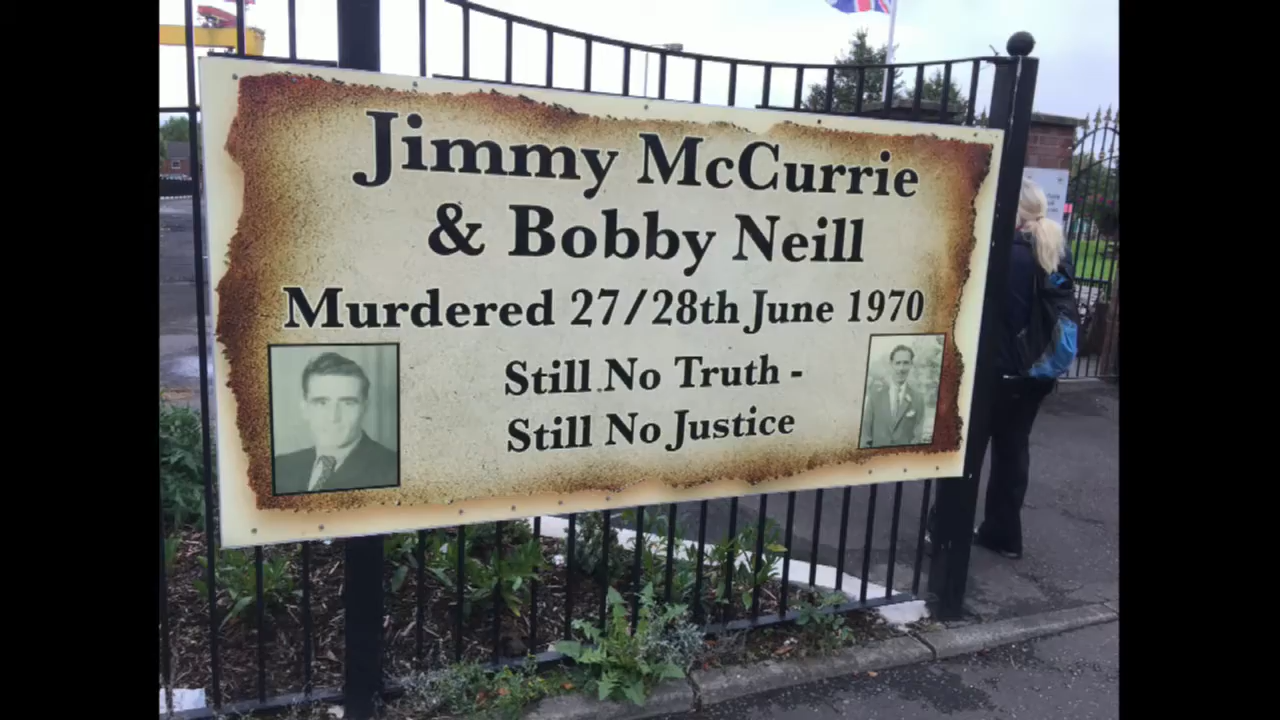 Jimmy McCurrie
& Bobby Neill
Murdered 27/28th June 1970
Still No Truth -
Still No Justice